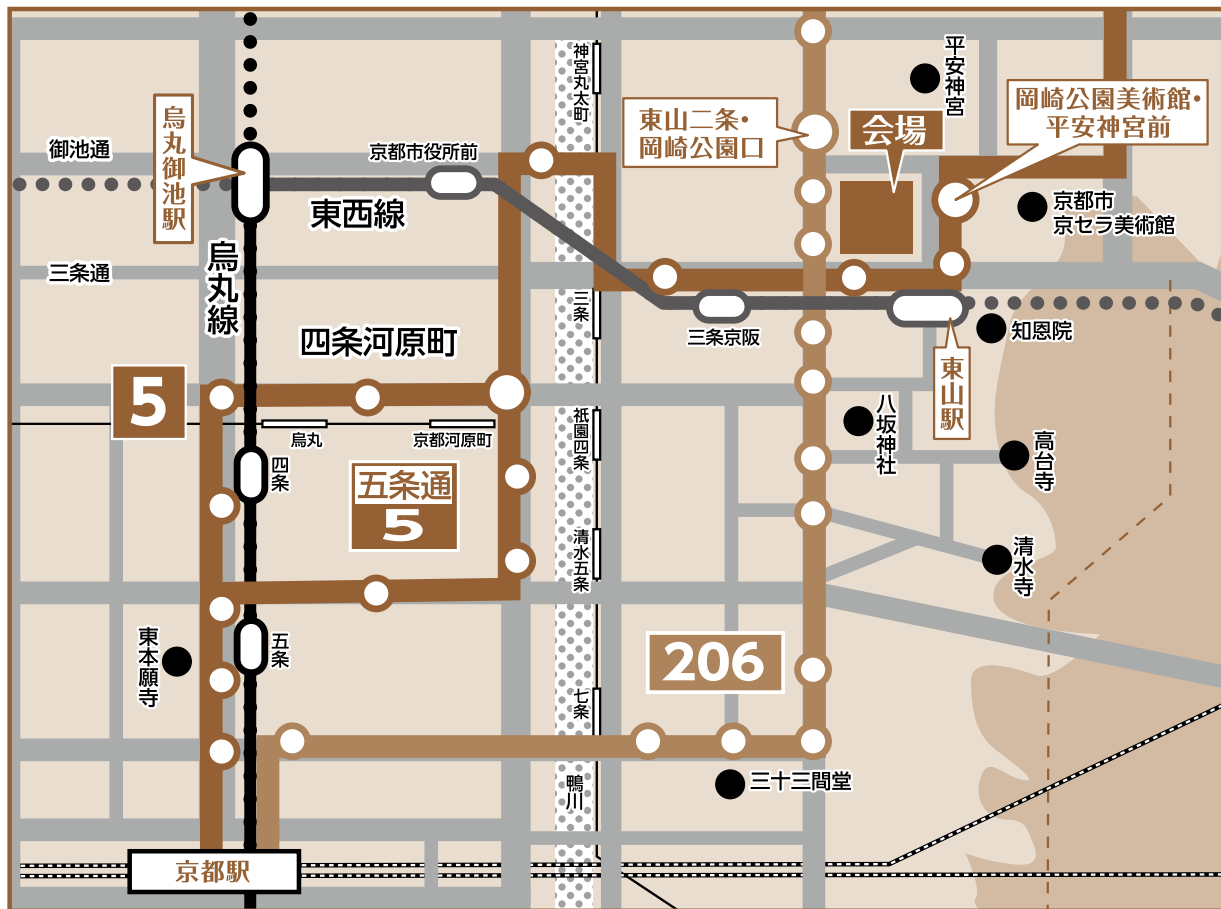 神宮丸太町
平安神宮
岡崎公園美術館・
平安神宮前
東山二条・
岡崎公園口
会場
烏丸御池駅
御池通
京都市役所前
東西線
京都市
京セラ美術館
三条通
烏丸線
三条
三条京阪
知恩院
東山駅
四条河原町
5
烏丸
京都河原町
祇園四条
八坂神社
高台寺
四条
五条通
5
清水五条
清水寺
東本願寺
五条
206
七条
鴨川
三十三間堂
京都駅